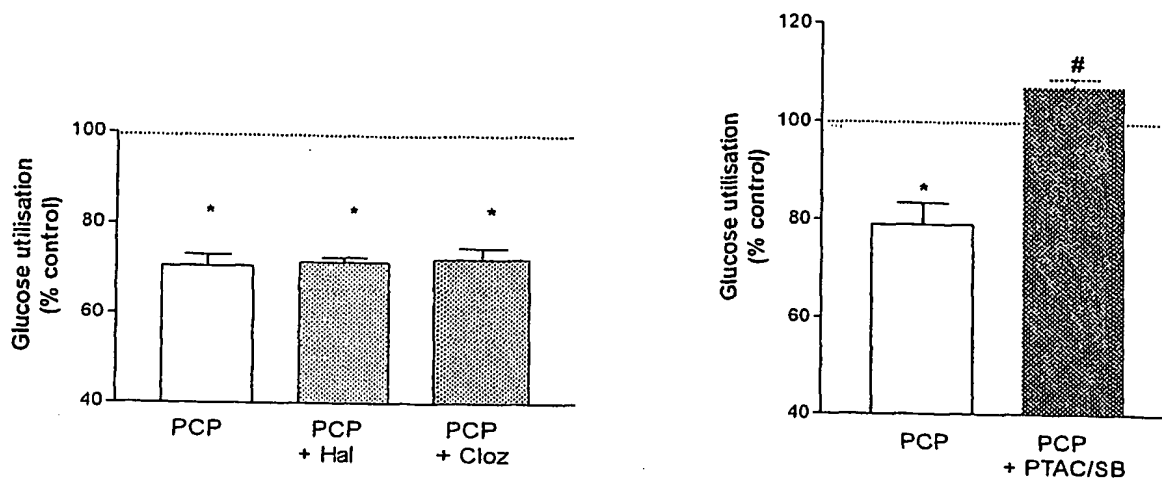 Glucose utilisation
(% control)
100
80
60
40
*
*
*
PCP
PCP
+ Hal
PCP
+ Cloz
Glucose utilisation
(% control)
120
100
80
60
40
*
#
PCP
PCP
+ PTAC/SB